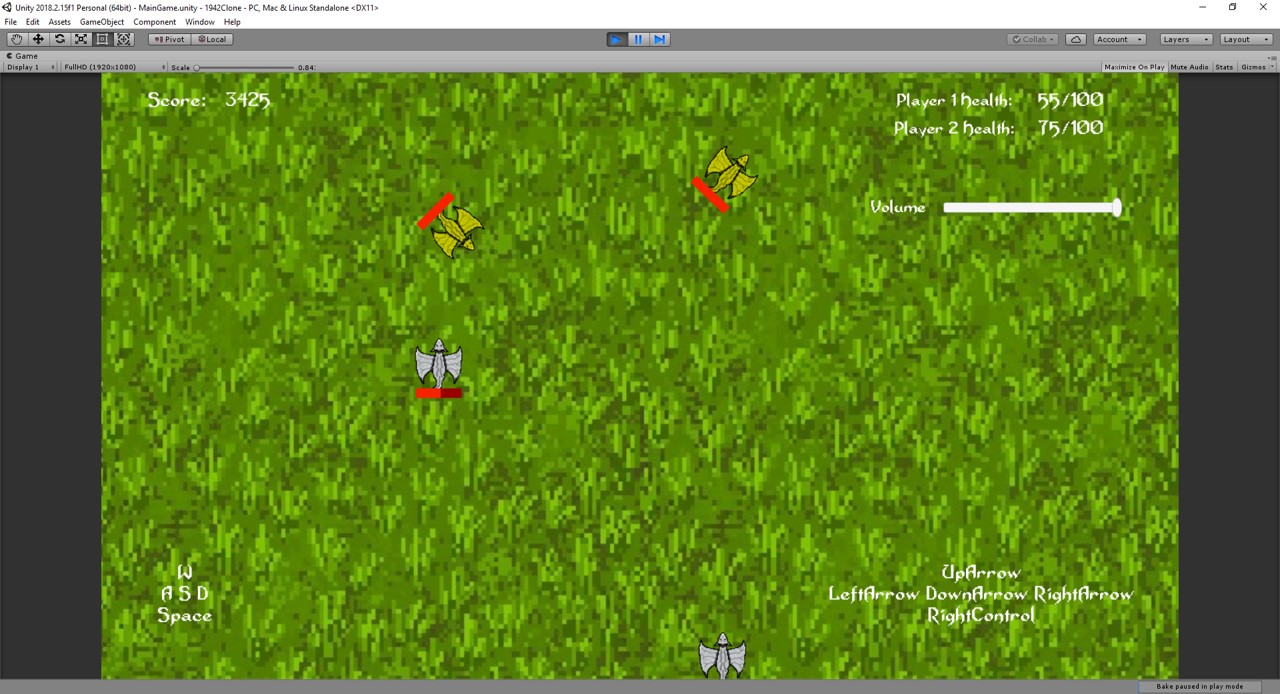 Unity 2018.2.15f1 Personal (64bit) - MainGame.unity - 1942Clone - PC, Mac & Linux Standalone <DX11>
File Edit Assets GameObject Component Window Help
Pivot Local Collab Account Layers Layout
Game
Display 1 FullHD (1920x1080) Scale 0.84: Maximize On Play Mute Audio Stats Gizmos
Score: 3425
Player 1 health: 55/100
Player 2 health: 75/100
Volume
W
A S D
Space
UpArrow
LeftArrow DownArrow RightArrow
RightControl
Bake paused in play mode